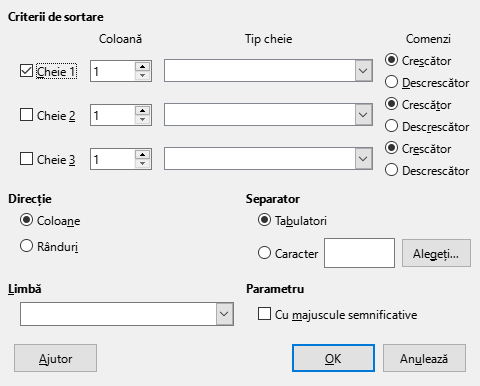 Criterii de sortare
Coloană Tip cheie Comenzi
Cheie 1 1 Crescător
Descrescător
Cheie 2 1 Crescător
Descrescător
Cheie 3 1 Crescător
Descrescător
Direcție Separator
Coloane Tabulatori
Rânduri Caracter Alegeți...
Limbă Parametru
Cu majuscule semnificative
Ajutor OK Anulează